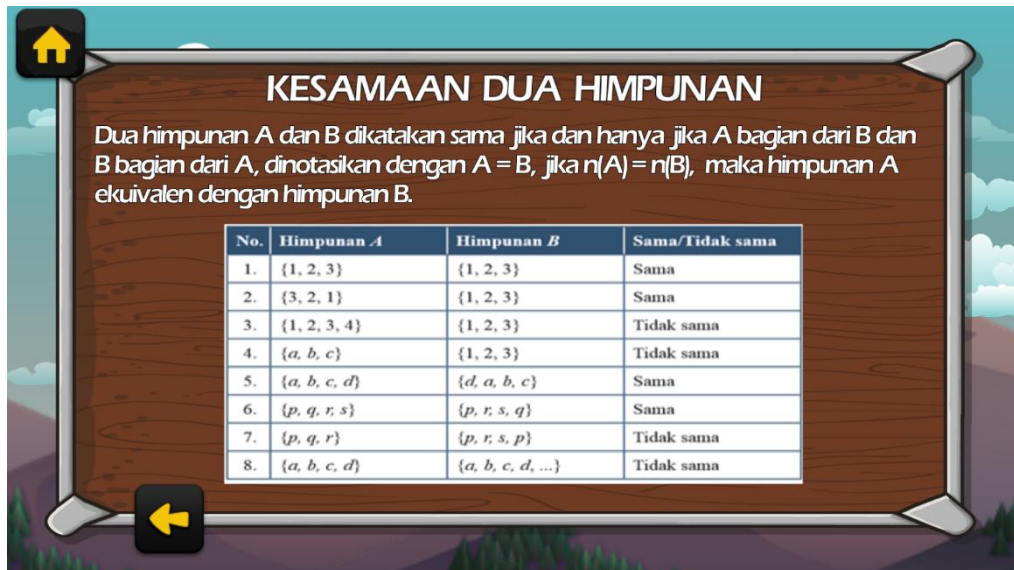 KESAMAAN DUA HIMPUNAN
Dua himpunan A dan B dikatakan sama jika dan hanya jika A bagian dari B dan
B bagian dari A, dinotasikan dengan A = B, jika n(A) = n(B), maka himpunan A
ekuivalen dengan himpunan B.
No. Himpunan A Himpunan B Sama/Tidak sama
1. {1, 2, 3} {1, 2, 3} Sama
2. {3, 2, 1} {1, 2, 3} Sama
3. {1, 2, 3, 4} {1, 2, 3} Tidak sama
4. {a, b, c} {1, 2, 3} Tidak sama
5. {a, b, c, d} {d, a, b, c} Sama
6. {p, q, r, s} {p, r, s, q} Sama
7. {p, q, r} {p, r, s, p} Tidak sama
8. {a, b, c, d} {a, b, c, d, ...} Tidak sama